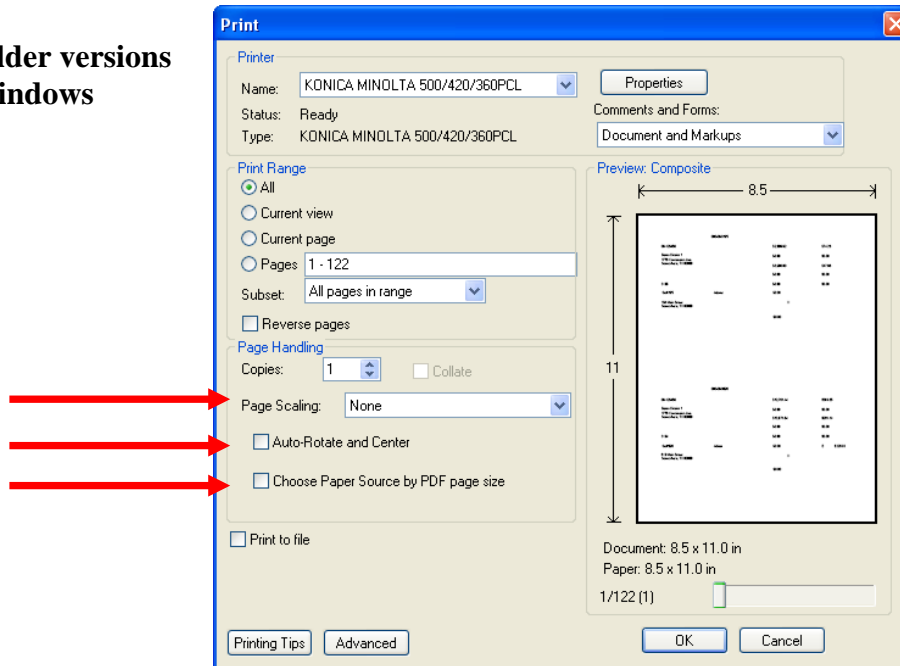 lder versions
indows
Print
Printer
Name: KONICA MINOLTA 500/420/360PCL Properties
Status: Ready Comments and Forms:
Type: KONICA MINOLTA 500/420/360PCL Document and Markups
Print Range
All
Current view
Current page
Pages 1 - 122
Subset: All pages in range
Reverse pages
Page Handling
Copies: 1 Collate
Page Scaling: None
Auto-Rotate and Center
Choose Paper Source by PDF page size
Print to file
Preview: Composite
8.5
11
Document: 8.5 x 11.0 in
Paper: 8.5 x 11.0 in
1/122 (1)
Printing Tips Advanced OK Cancel